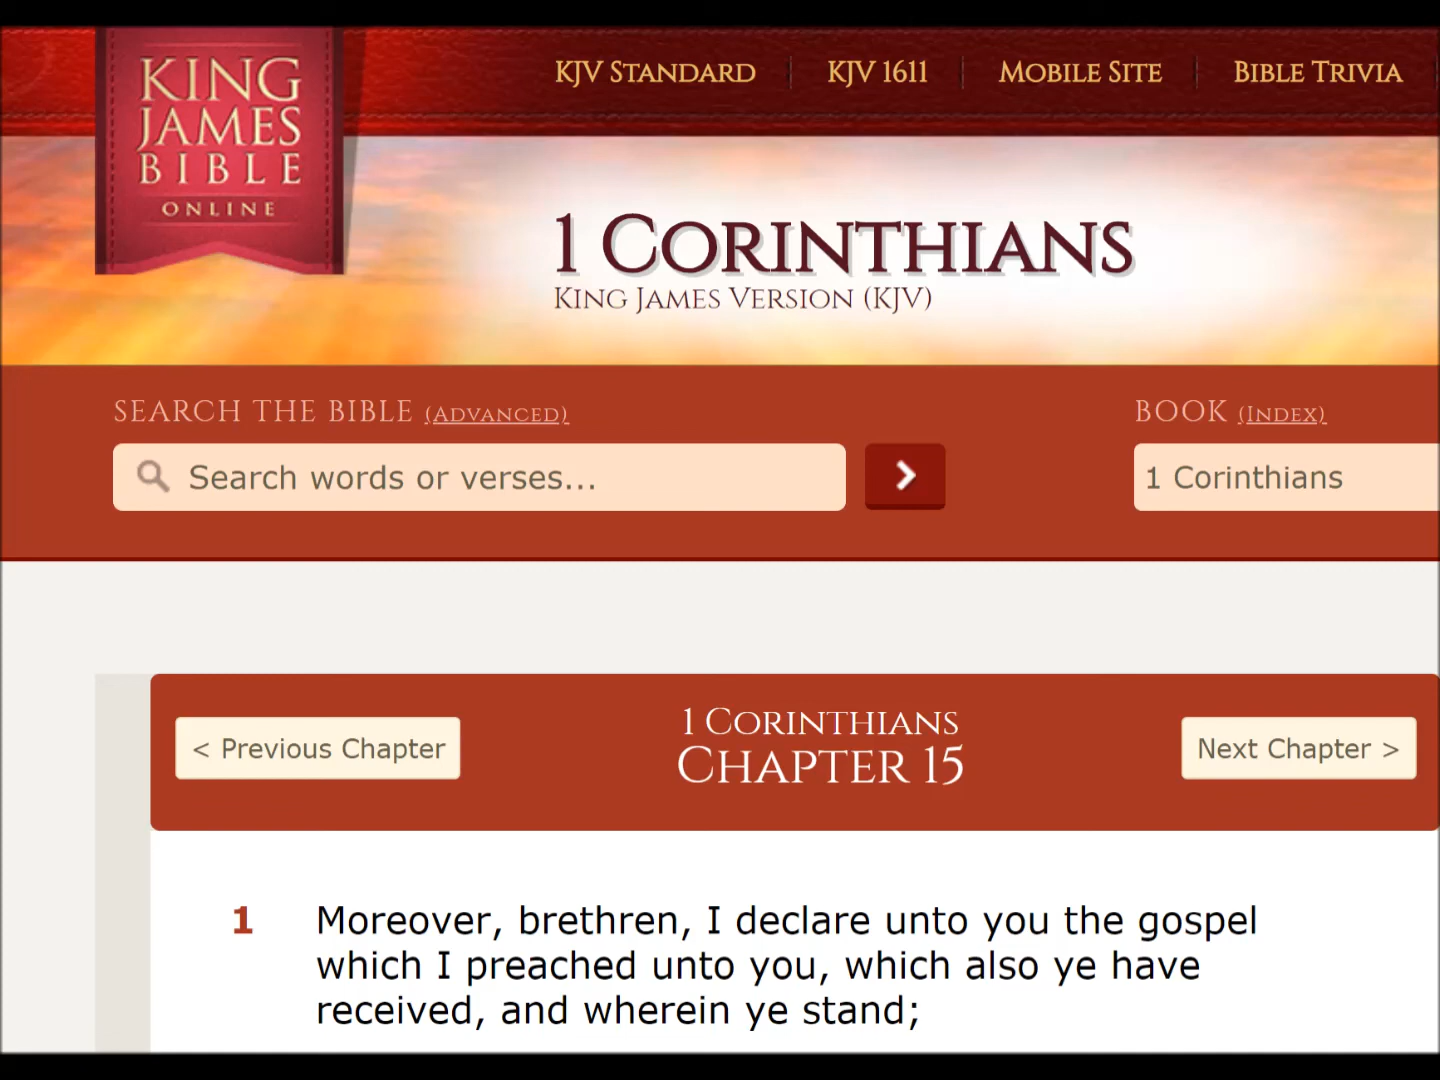 KING
JAMES
BIBLE
ONLINE
KJV STANDARD
KJV 1611
MOBILE SITE
BIBLE TRIVIA
1 CORINTHIANS
KING JAMES VERSION (KJV)
SEARCH THE BIBLE (ADVANCED)
BOOK (INDEX)
Search words or verses...
1 Corinthians
< Previous Chapter
1 CORINTHIANS
CHAPTER 15
Next Chapter >
1 Moreover, brethren, I declare unto you the gospel
which I preached unto you, which also ye have
received, and wherein ye stand;